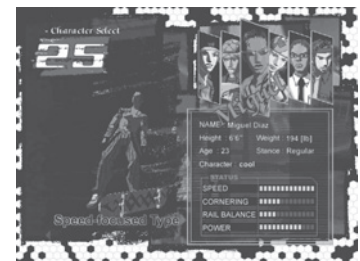 - Character Select
25
NAME : Miguel Diaz
Height : 6'6" Weight : 194 [lb]
Age : 23 Stance : Regular
Character : cool
STATUS
SPEED
CORNERING
RAIL BALANCE
POWER
Speed-focused Type